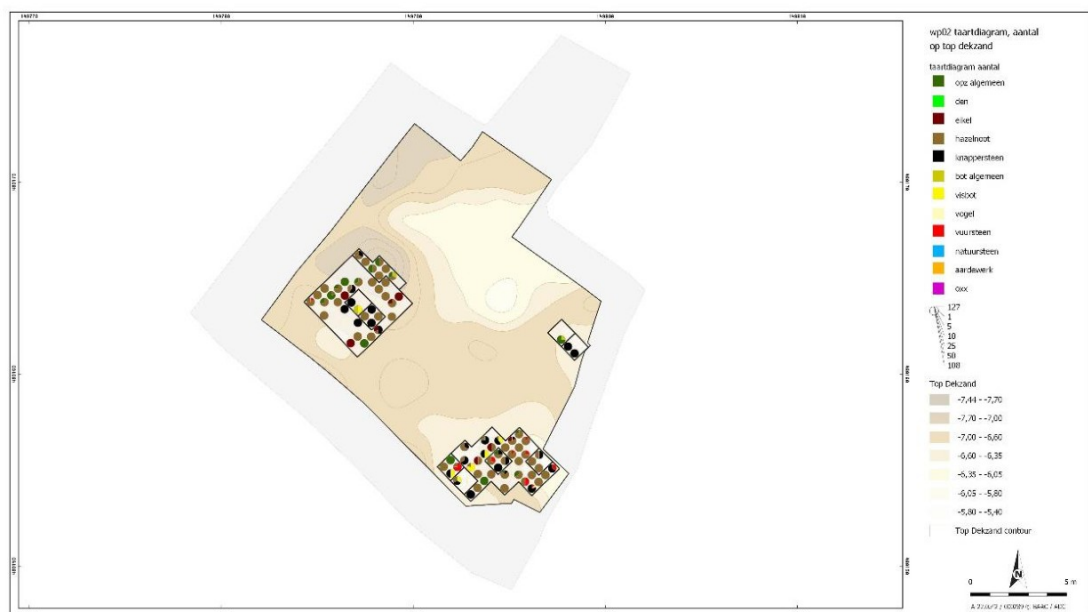 wp02 taartdiagram, aantal
op top dekzand
taartdiagram aantal
opz algemeen
den
eikel
hazelnoot
knappersteen
bot algemeen
visbot
vogel
vuursteen
natuursteen
aardewerk
oxx
127
1
5
10
25
50
100
Top Dekzand
-7,44 - -7,70
-7,70 - -7,00
-7,00 - -6,60
-6,60 - -6,35
-6,35 - -6,05
-6,05 - -5,80
-5,80 - -5,40
Top Dekzand contour
N
0 5 m